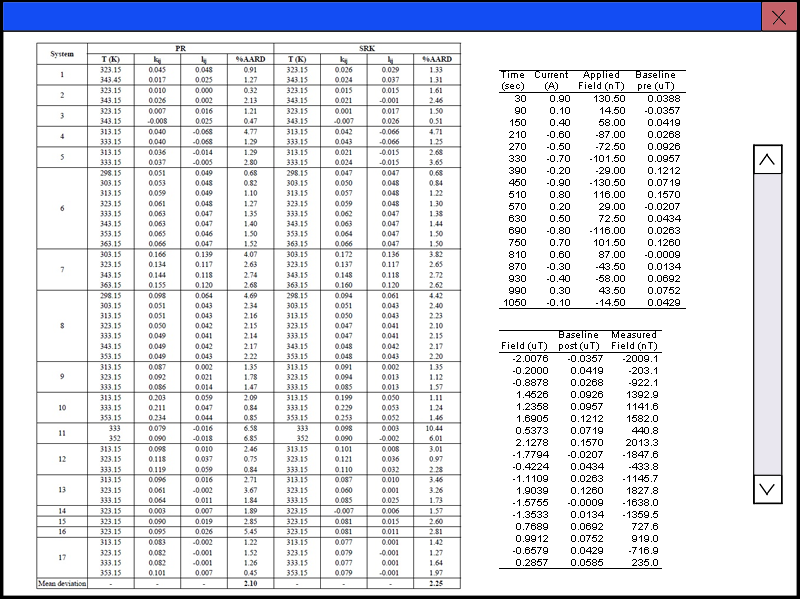 PR SRK
System T (K) kij lij %AARD T (K) kij lij %AARD
1 323.15 0.045 0.048 0.91 323.15 0.026 0.029 1.33
343.45 0.017 0.025 1.27 343.15 0.024 0.037 1.31
2 323.15 0.010 0.000 0.32 323.15 0.015 0.015 1.61
343.15 0.026 0.002 2.13 343.15 0.021 -0.001 2.46
3 323.15 0.007 0.016 1.21 323.15 0.001 0.017 1.50
343.15 -0.008 0.025 0.47 343.15 -0.007 0.026 0.51
4 313.15 0.040 -0.068 4.77 313.15 0.042 -0.066 4.71
333.15 0.040 -0.068 1.29 333.15 0.043 -0.066 1.25
5 313.15 0.036 -0.014 1.29 313.15 0.021 -0.015 2.68
333.15 0.037 -0.005 2.80 333.15 0.024 -0.015 3.65
298.15 0.051 0.049 0.68 298.15 0.047 0.047 0.68
303.15 0.053 0.048 0.82 303.15 0.050 0.048 0.84
313.15 0.059 0.049 1.10 313.15 0.057 0.048 1.22
323.15 0.061 0.048 1.27 323.15 0.059 0.048 1.30
6 333.15 0.063 0.047 1.35 333.15 0.062 0.047 1.38
343.15 0.063 0.047 1.40 343.15 0.063 0.047 1.44
353.15 0.065 0.046 1.50 353.15 0.064 0.047 1.50
363.15 0.066 0.047 1.52 363.15 0.066 0.047 1.50
303.15 0.166 0.139 4.07 303.15 0.172 0.136 3.82
7 323.15 0.134 0.117 2.63 323.15 0.137 0.117 2.65
343.15 0.144 0.118 2.74 343.15 0.148 0.118 2.72
363.15 0.155 0.120 2.68 363.15 0.160 0.120 2.62
298.15 0.098 0.064 4.69 298.15 0.094 0.061 4.42
303.15 0.051 0.043 2.34 303.15 0.051 0.043 2.40
313.15 0.051 0.043 2.16 313.15 0.050 0.043 2.23
8 323.15 0.050 0.042 2.15 323.15 0.047 0.041 2.10
333.15 0.049 0.041 2.14 333.15 0.047 0.041 2.15
343.15 0.049 0.042 2.17 343.15 0.048 0.042 2.17
353.15 0.049 0.043 2.22 353.15 0.048 0.043 2.20
313.15 0.087 0.002 1.35 313.15 0.091 0.002 1.35
9 323.15 0.092 0.021 1.78 323.15 0.094 0.013 1.12
333.15 0.086 0.014 1.47 333.15 0.085 0.013 1.57
313.15 0.203 0.059 2.09 313.15 0.199 0.050 1.11
10 333.15 0.211 0.047 0.84 333.15 0.229 0.053 1.24
353.15 0.234 0.044 0.85 353.15 0.253 0.052 1.46
11 333 0.079 -0.016 6.58 333 0.098 0.003 10.44
352 0.090 -0.018 6.85 352 0.090 -0.002 6.01
313.15 0.098 0.010 2.46 313.15 0.101 0.008 3.01
12 323.15 0.118 0.037 0.75 323.15 0.121 0.036 0.97
333.15 0.119 0.059 0.84 333.15 0.110 0.032 2.28
313.15 0.096 0.016 2.71 313.15 0.087 0.010 3.46
13 323.15 0.061 -0.002 3.67 323.15 0.060 0.001 3.26
333.15 0.064 0.011 1.84 333.15 0.085 0.025 1.73
14 323.15 0.003 0.007 1.89 323.15 -0.007 0.006 1.57
15 323.15 0.090 0.019 2.85 323.15 0.081 0.015 2.60
16 323.15 0.095 0.026 5.45 323.15 0.081 0.011 2.81
313.15 0.083 -0.002 1.22 313.15 0.077 0.001 1.42
17 323.15 0.082 -0.001 1.52 323.15 0.079 -0.001 1.27
333.15 0.082 -0.001 1.26 333.15 0.077 0.001 1.64
353.15 0.101 0.007 0.45 353.15 0.079 -0.001 1.97
Mean deviation - - - 2.10 - - - 2.25
Time Current Applied Baseline
(sec) (A) Field (nT) pre (uT)
30 0.90 130.50 0.0388
90 0.10 14.50 -0.0357
150 0.40 58.00 0.0419
210 -0.60 -87.00 0.0268
270 -0.50 -72.50 0.0926
330 -0.70 -101.50 0.0957
390 -0.20 -29.00 0.1212
450 -0.90 -130.50 0.0719
510 0.80 116.00 0.1570
570 0.20 29.00 -0.0207
630 0.50 72.50 0.0434
690 -0.80 -116.00 0.0263
750 0.70 101.50 0.1260
810 0.60 87.00 -0.0009
870 -0.30 -43.50 0.0134
930 -0.40 -58.00 0.0692
990 0.30 43.50 0.0752
1050 -0.10 -14.50 0.0429
Baseline Measured
Field (uT) post (uT) Field (nT)
-2.0076 -0.0357 -2009.1
-0.2000 0.0419 -203.1
-0.8878 0.0268 -922.1
1.4526 0.0926 1392.9
1.2358 0.0957 1141.6
1.6905 0.1212 1582.0
0.5373 0.0719 440.8
2.1278 0.1570 2013.3
-1.7794 -0.0207 -1847.6
-0.4224 0.0434 -433.8
-1.1109 0.0263 -1145.7
1.9039 0.1260 1827.8
-1.5755 -0.0009 -1638.0
-1.3533 0.0134 -1359.5
0.7689 0.0692 727.6
0.9912 0.0752 919.0
-0.6579 0.0429 -716.9
0.2857 0.0585 235.0